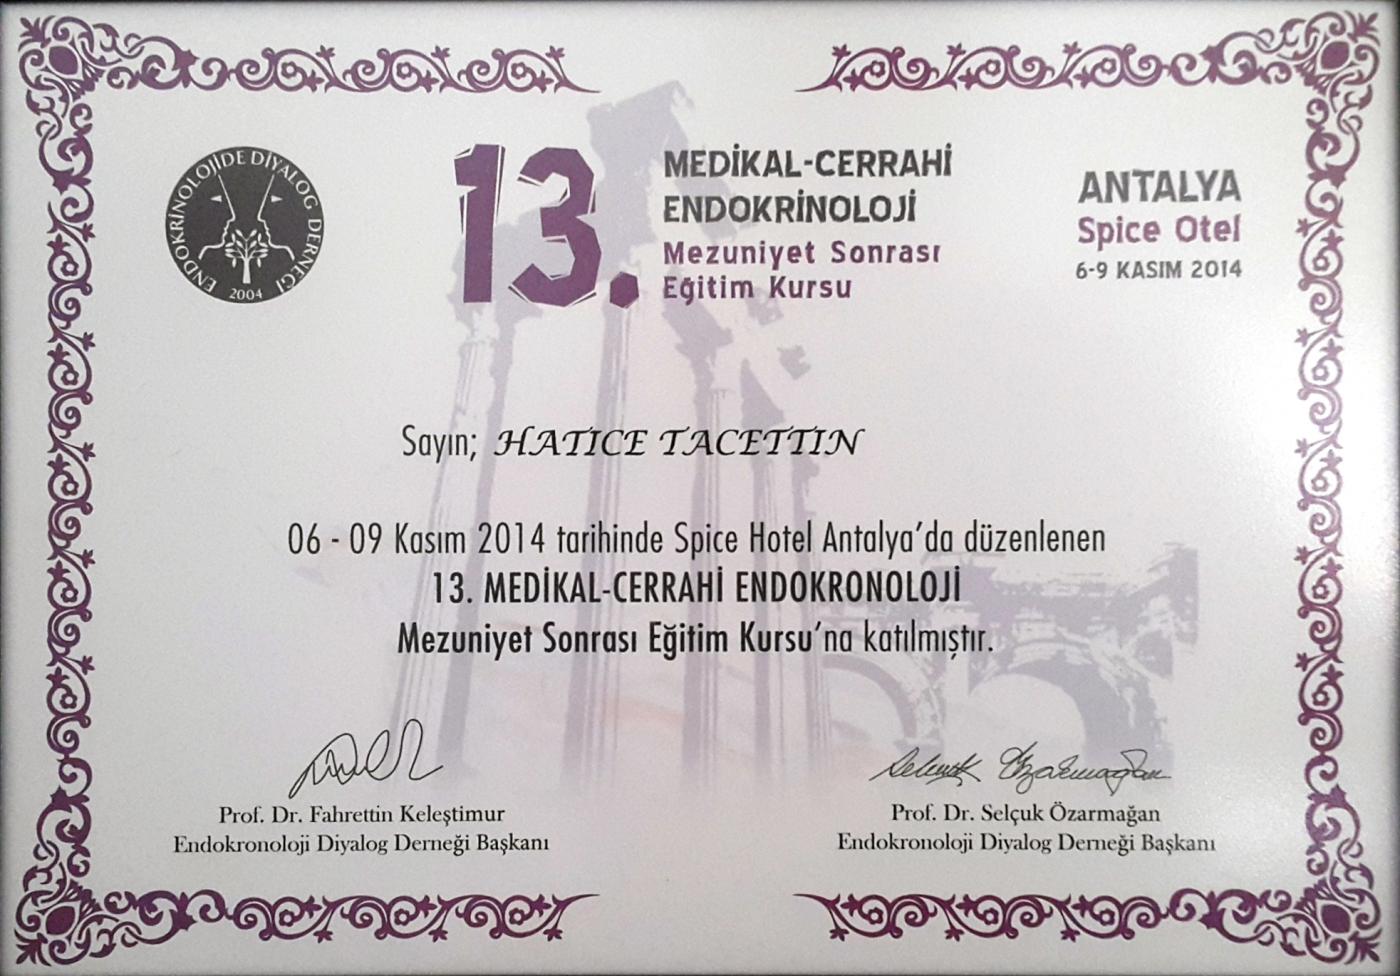 ENDOKRİNOLOJİDE DİYALOG DERNEĞİ
2004
13.
MEDİKAL-CERRAHİ
ENDOKRİNOLOJİ
Mezuniyet Sonrası
Eğitim Kursu
ANTALYA
Spice Otel
6-9 KASIM 2014
Sayın; HATICE TACETTIN
06 - 09 Kasım 2014 tarihinde Spice Hotel Antalya'da düzenlenen
13. MEDİKAL-CERRAHİ ENDOKRONOLOJİ
Mezuniyet Sonrası Eğitim Kursu'na katılmıştır.
Selçuk Özarmağan
Prof. Dr. Fahrettin Keleştimur
Endokronoloji Diyalog Derneği Başkanı
Prof. Dr. Selçuk Özarmağan
Endokronoloji Diyalog Derneği Başkanı